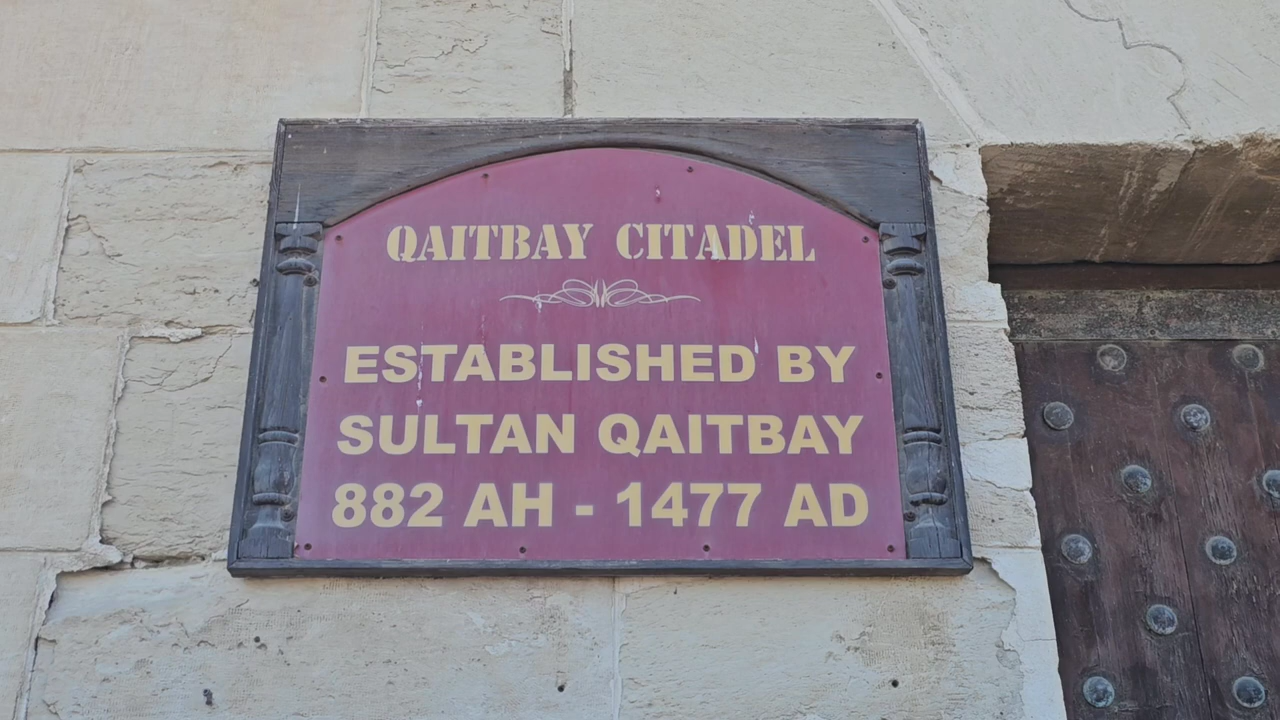 QAITBAY CITADEL
ESTABLISHED BY
SULTAN QAITBAY
882 AH - 1477 AD